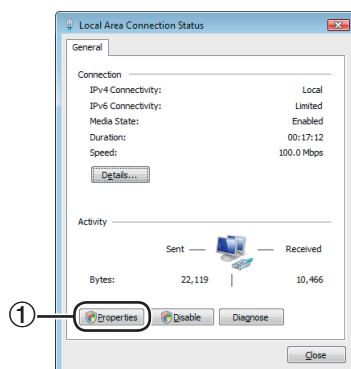 Local Area Connection Status
General
Connection
IPv4 Connectivity: Local
IPv6 Connectivity: Limited
Media State: Enabled
Duration: 00:17:12
Speed: 100.0 Mbps
Details...
Activity
Sent — — Received
Bytes: 22,119 | 10,466
① Properties Disable Diagnose
Close